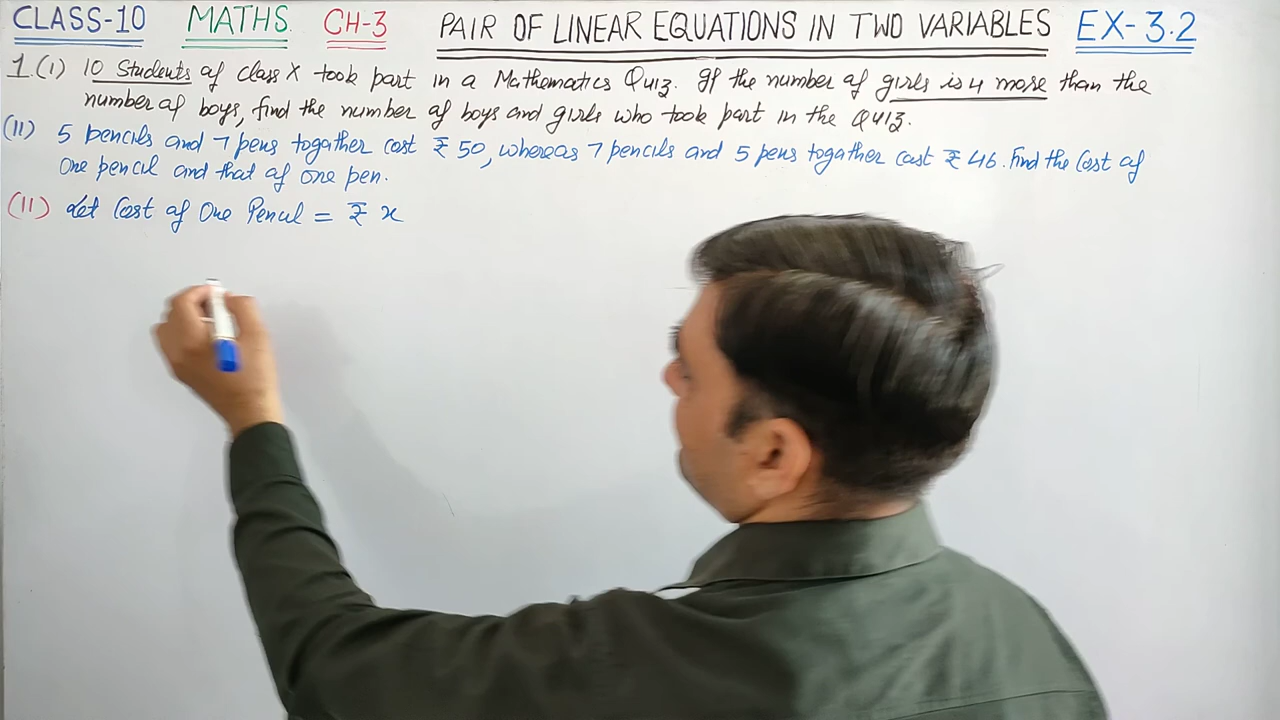 CLASS-10 MATHS CH-3 PAIR OF LINEAR EQUATIONS IN TWO VARIABLES EX-3.2
1.(i) 10 Students of class X took part in a Mathematics Quiz. If the number of girls is 4 more than the
number of boys, find the number of boys and girls who took part in the Quiz.
(II) 5 pencils and 7 pens togather cost ₹ 50, whereas 7 pencils and 5 pens togather cost ₹ 46. Find the Cost of
One pencil and that of one pen.
(II) Let Cost of One Pencil = ₹ x